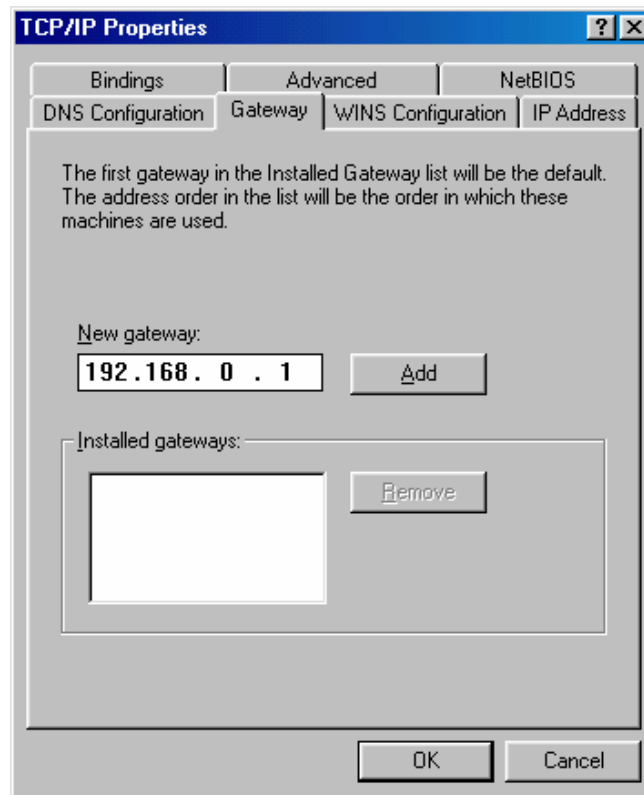 TCP/IP Properties
Bindings Advanced NetBIOS
DNS Configuration Gateway WINS Configuration IP Address
The first gateway in the Installed Gateway list will be the default.
The address order in the list will be the order in which these
machines are used.
New gateway:
192.168. 0 . 1 Add
Installed gateways:
Remove
OK Cancel